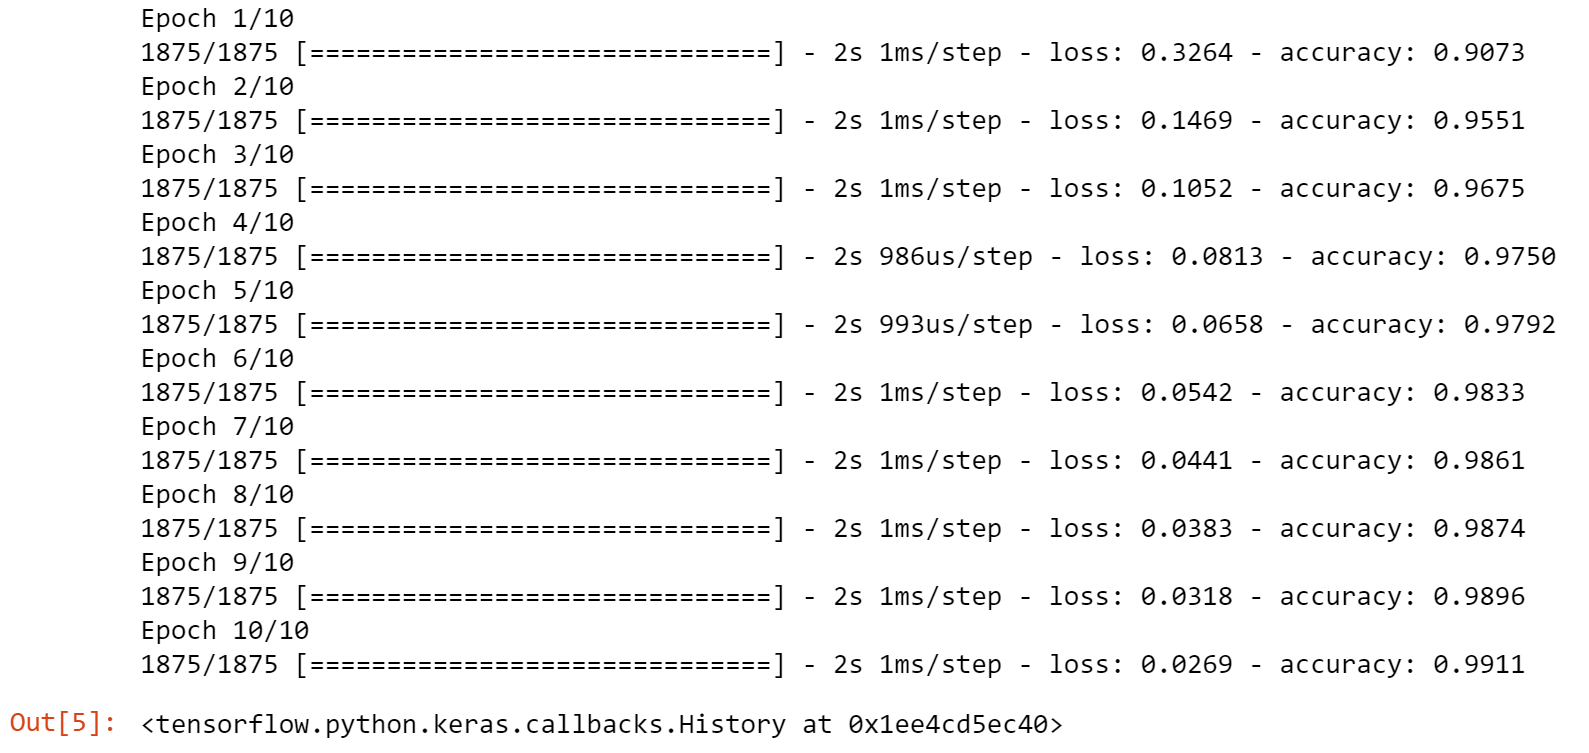 Epoch 1/10
1875/1875 [==============================] - 2s 1ms/step - loss: 0.3264 - accuracy: 0.9073
Epoch 2/10
1875/1875 [==============================] - 2s 1ms/step - loss: 0.1469 - accuracy: 0.9551
Epoch 3/10
1875/1875 [==============================] - 2s 1ms/step - loss: 0.1052 - accuracy: 0.9675
Epoch 4/10
1875/1875 [==============================] - 2s 986us/step - loss: 0.0813 - accuracy: 0.9750
Epoch 5/10
1875/1875 [==============================] - 2s 993us/step - loss: 0.0658 - accuracy: 0.9792
Epoch 6/10
1875/1875 [==============================] - 2s 1ms/step - loss: 0.0542 - accuracy: 0.9833
Epoch 7/10
1875/1875 [==============================] - 2s 1ms/step - loss: 0.0441 - accuracy: 0.9861
Epoch 8/10
1875/1875 [==============================] - 2s 1ms/step - loss: 0.0383 - accuracy: 0.9874
Epoch 9/10
1875/1875 [==============================] - 2s 1ms/step - loss: 0.0318 - accuracy: 0.9896
Epoch 10/10
1875/1875 [==============================] - 2s 1ms/step - loss: 0.0269 - accuracy: 0.9911
Out[5]: <tensorflow.python.keras.callbacks.History at 0x1ee4cd5ec40>